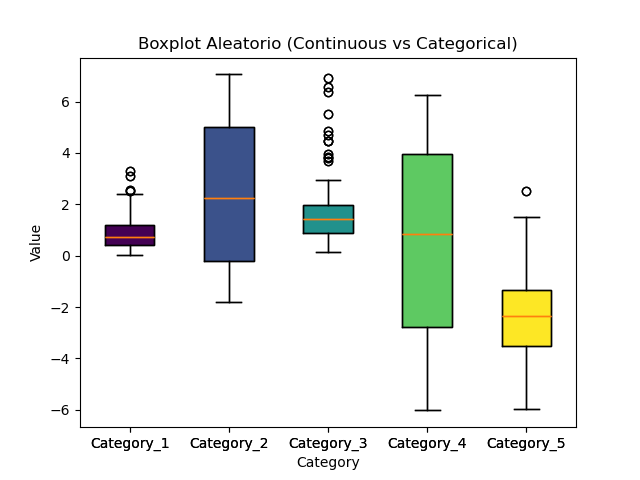 Boxplot Aleatorio (Continuous vs Categorical)
Value
6
4
2
0
−2
−4
−6
Category_1 Category_2 Category_3 Category_4 Category_5
Category